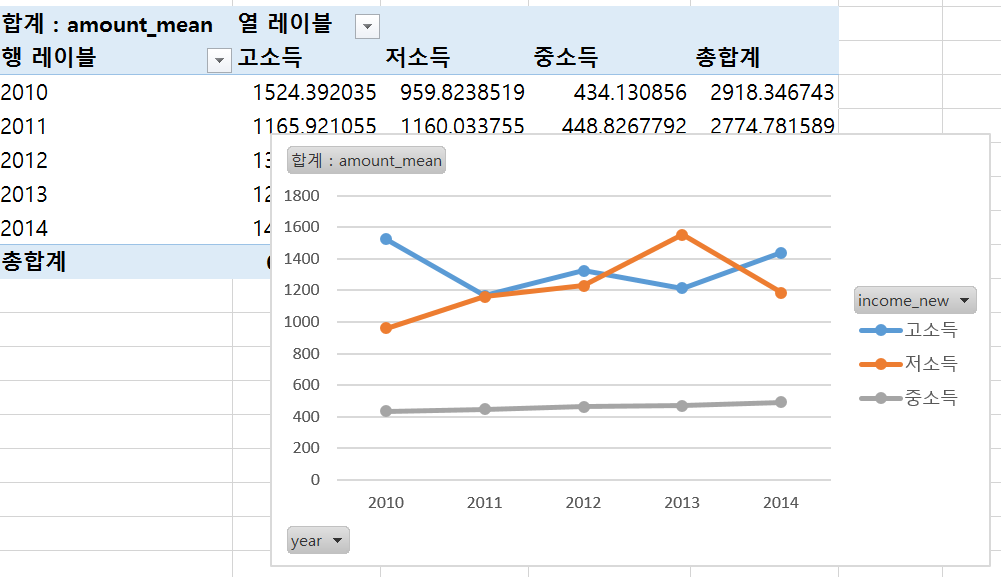 합계 : amount_mean 열 레이블
행 레이블 고소득 저소득 중소득 총합계
2010 1524.392035 959.8238519 434.130856 2918.346743
2011 1165.921055 1160.033755 448.8267792 2774.781589
2012
2013
2014
총합계
합계 : amount_mean
1800
1600
1400
1200
1000
800
600
400
200
0
2010 2011 2012 2013 2014
year
income_new
고소득
저소득
중소득